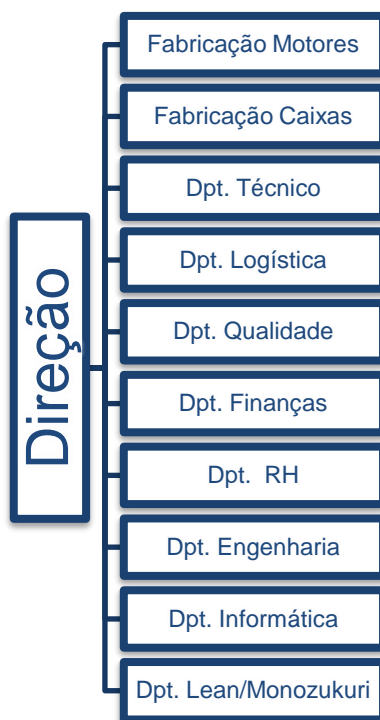 Direção
Fabricação Motores
Fabricação Caixas
Dpt. Técnico
Dpt. Logística
Dpt. Qualidade
Dpt. Finanças
Dpt. RH
Dpt. Engenharia
Dpt. Informática
Dpt. Lean/Monozukuri